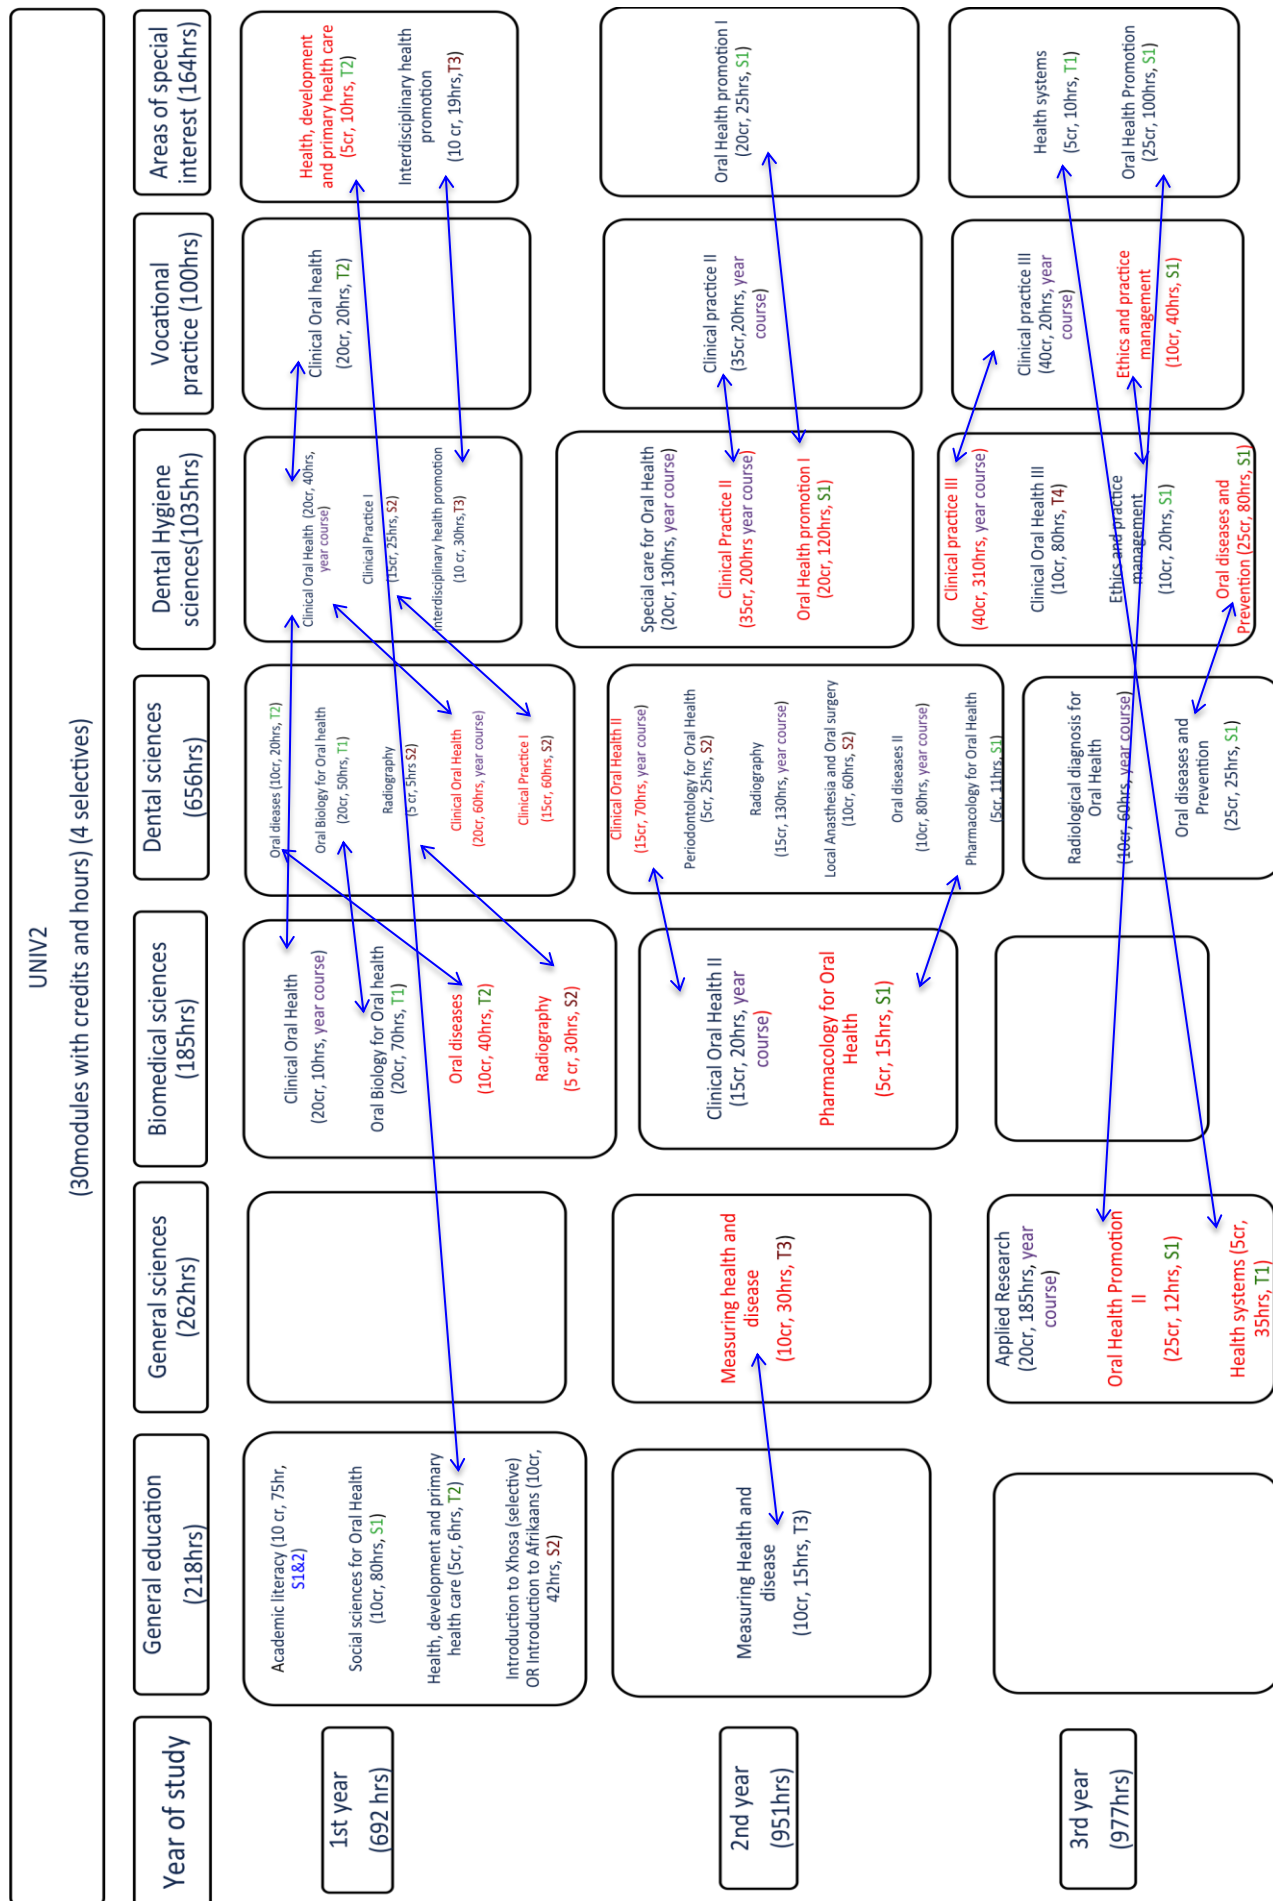 UNIV2
(30modules with credits and hours) (4 selectives)
Year of study
General education
(218hrs)
General sciences
(262hrs)
Biomedical sciences
(185hrs)
Dental sciences
(656hrs)
Dental Hygiene
sciences(1035hrs)
Vocational
practice (100hrs)
Areas of special
interest (164hrs)
1st year
(692 hrs)
Academic literacy (10 cr, 75hr,
S1&2)
Social sciences for Oral Health
(10cr, 80hrs, S1)
Health, development and primary
health care (5cr, 6hrs, T2)
Introduction to Xhosa (selective)
OR Introduction to Afrikaans (10cr,
42hrs, S2)
Clinical Oral Health
(20cr, 10hrs, year course)
Oral Biology for Oral health
(20cr, 70hrs, T1)
Oral diseases
(10cr, 40hrs, T2)
Radiography
(5 cr, 30hrs, S2)
Oral dieases (10cr, 20hrs, T2)
Oral Biology for Oral health
(20cr, 50hrs, T1)
Radiography
(5 cr, 5hrs S2)
Clinical Oral Health
(20cr, 60hrs, year course)
Clinical Practice I
(15cr, 60hrs, S2)
Clinical Oral Health (20cr, 40hrs,
year course)
Clinical Practice I
(15cr, 25hrs, S2)
Interdisciplinary health promotion
(10 cr, 30hrs,T3)
Clinical Oral health
(20cr, 20hrs, T2)
Health, development
and primary health care
(5cr, 10hrs, T2)
Interdisciplinary health
promotion
(10 cr, 19hrs,T3)
2nd year
(951hrs)
Measuring Health and
disease
(10cr, 15hrs, T3)
Measuring health and
disease
(10cr, 30hrs, T3)
Clinical Oral Health II
(15cr, 20hrs, year
course)
Pharmacology for Oral
Health
(5cr, 15hrs, S1)
Clinical Oral Health II
(15cr, 70hrs, year course)
Periodontology for Oral Health
(5cr, 25hrs, S2)
Radiography
(15cr, 130hrs, year course)
Local Anasthesia and Oral surgery
(10cr, 60hrs, S2)
Oral diseases II
(10cr, 80hrs, year course)
Pharmacology for Oral Health
(5cr, 11hrs, S1)
Special care for Oral Health
(20cr, 130hrs, year course)
Clinical Practice II
(35cr, 200hrs year course)
Oral Health promotion I
(20cr, 120hrs, S1)
Clinical practice II
(35cr,20hrs, year
course)
Oral Health promotion I
(20cr, 25hrs, S1)
3rd year
(977hrs)
Applied Research
(20cr, 185hrs, year
course)
Oral Health Promotion
II
(25cr, 12hrs, S1)
Health systems (5cr,
35hrs, T1)
Radiological diagnosis for
Oral Health
(10cr, 60hrs, year course)
Oral diseases and
Prevention
(25cr, 25hrs, S1)
Clinical practice III
(40cr, 310hrs, year course)
Clinical Oral Health III
(10cr, 80hrs, T4)
Ethics and practice
management
(10cr, 20hrs, S1)
Oral diseases and
Prevention (25cr, 80hrs, S1)
Clinical practice III
(40cr, 20hrs, year
course)
Ethics and practice
management
(10cr, 40hrs, S1)
Health systems
(5cr, 10hrs, T1)
Oral Health Promotion
(25cr, 100hrs, S1)